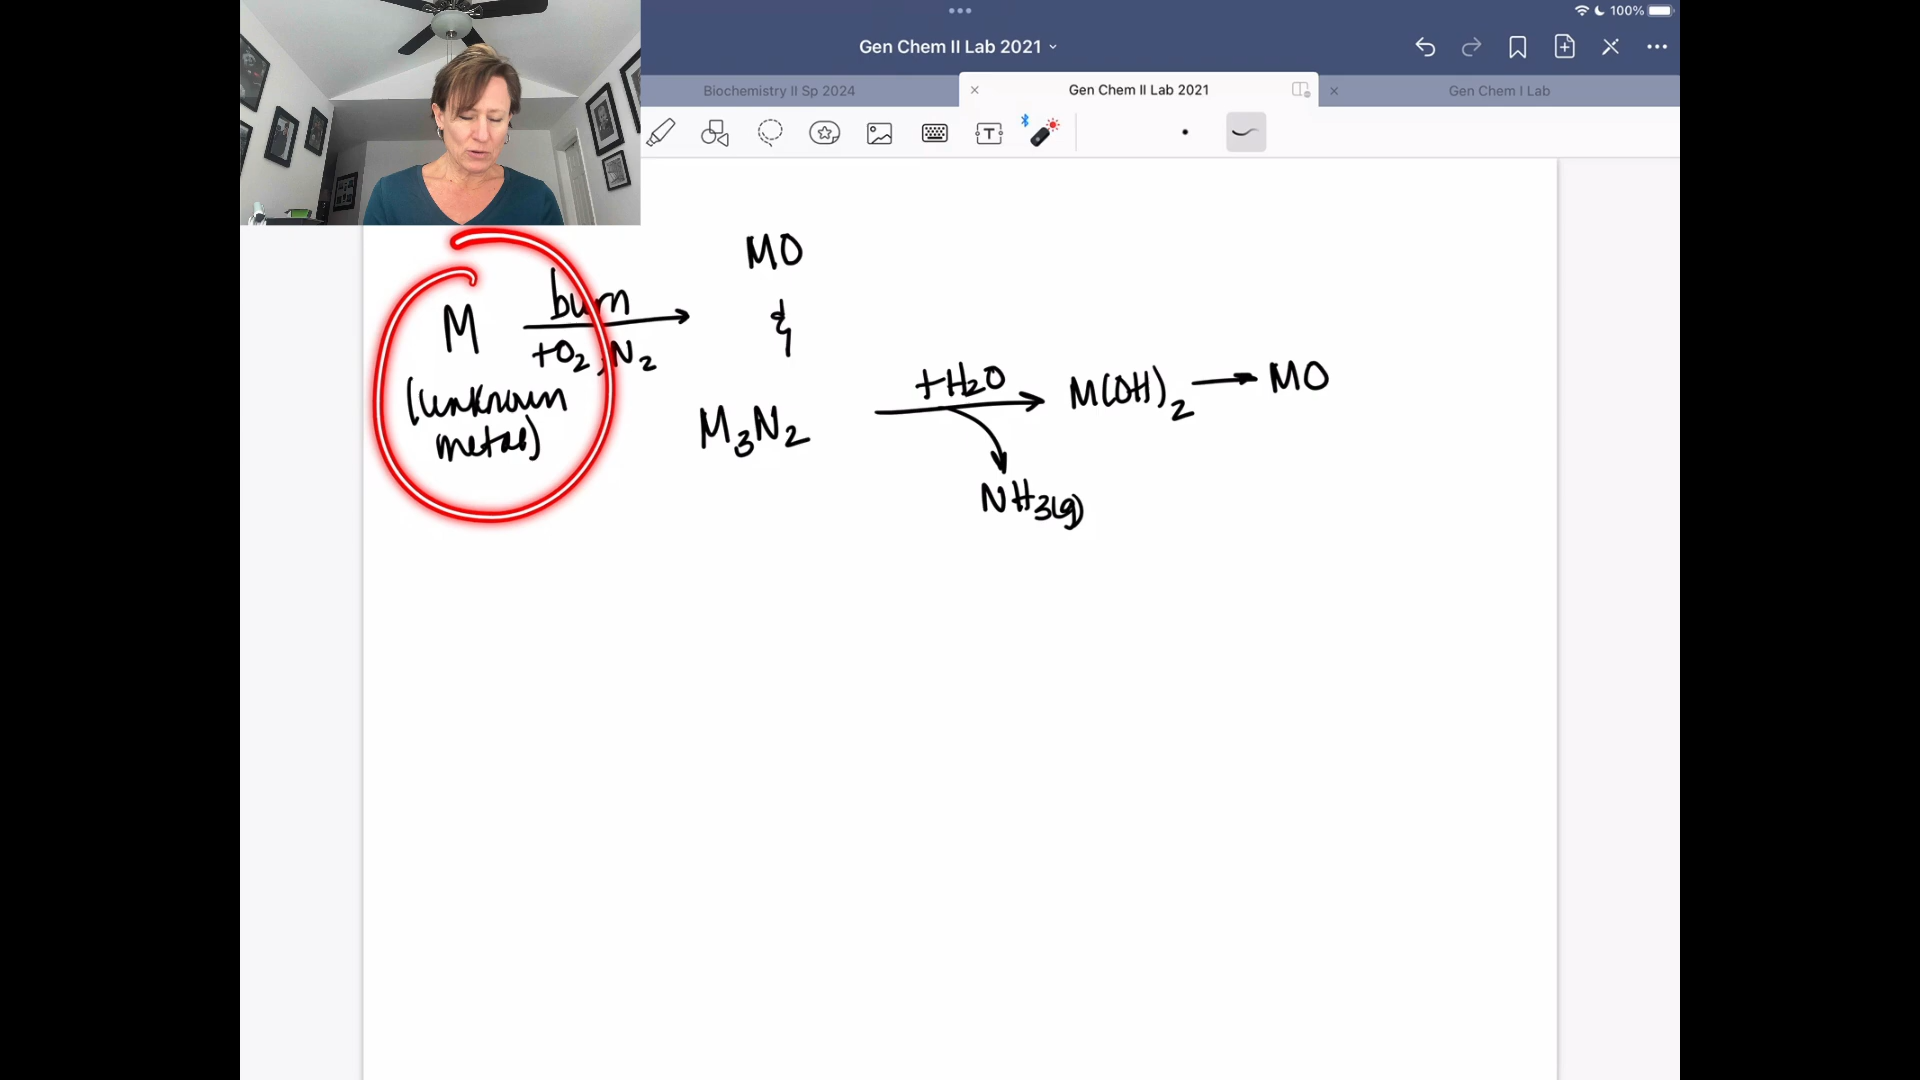 100%
Gen Chem II Lab 2021
Biochemistry II Sp 2024
Gen Chem II Lab 2021
Gen Chem I Lab
T
MO
M burn
+O2, N2
&
(unknown
metal)
M3N2
+H2O
M(OH)2 → MO
NH3(g)